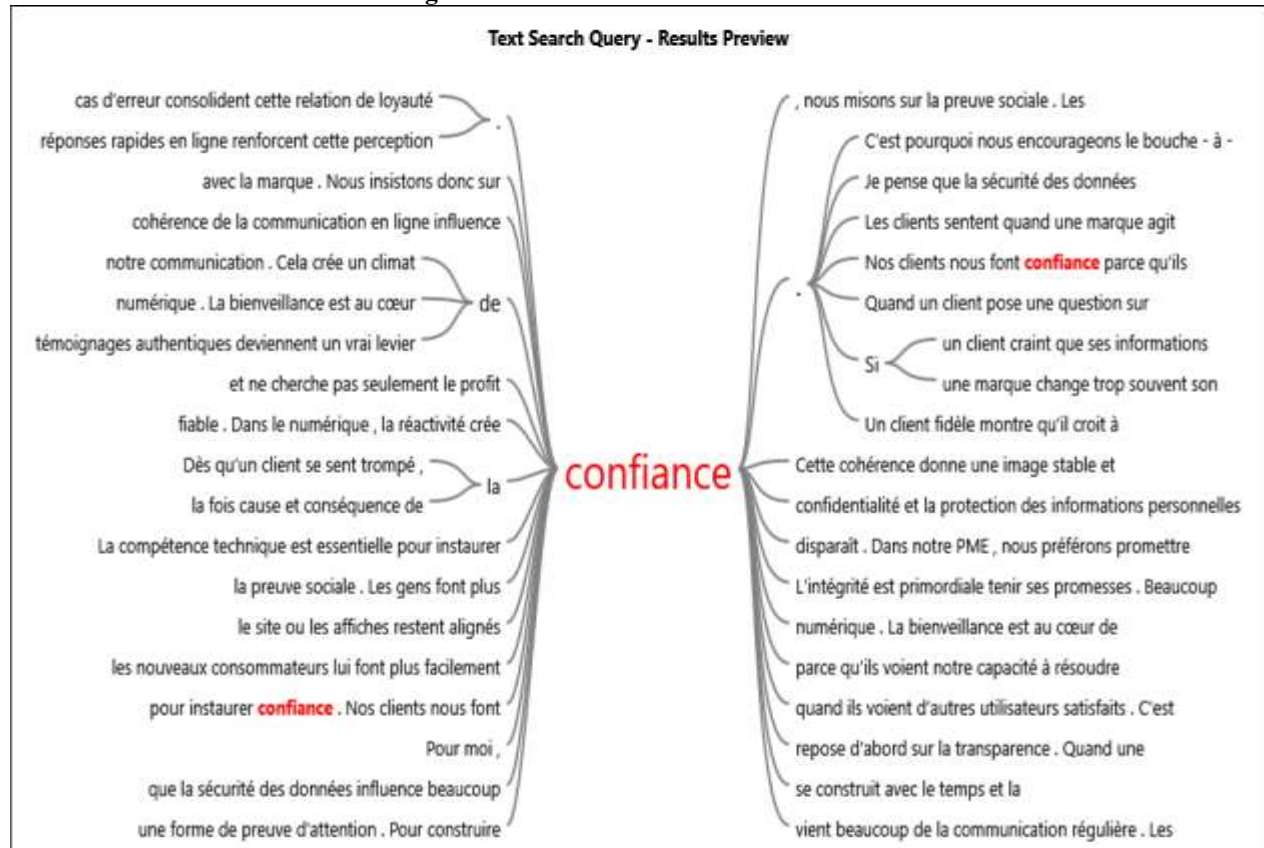 Text Search Query - Results Preview
cas d'erreur consolident cette relation de loyauté
réponses rapides en ligne renforcent cette perception
.
avec la marque . Nous insistons donc sur
cohérence de la communication en ligne influence
notre communication . Cela crée un climat
numérique . La bienveillance est au cœur
témoignages authentiques deviennent un vrai levier
de
et ne cherche pas seulement le profit
fiable . Dans le numérique , la réactivité crée
Dès qu'un client se sent trompé ,
la fois cause et conséquence de
la
La compétence technique est essentielle pour instaurer
la preuve sociale . Les gens font plus
le site ou les affiches restent alignés
les nouveaux consommateurs lui font plus facilement
pour instaurer confiance . Nos clients nous font
Pour moi ,
que la sécurité des données influence beaucoup
une forme de preuve d'attention . Pour construire
confiance
, nous misons sur la preuve sociale . Les
.
C'est pourquoi nous encourageons le bouche - à -
Je pense que la sécurité des données
Les clients sentent quand une marque agit
Nos clients nous font confiance parce qu'ils
Quand un client pose une question sur
Si
un client craint que ses informations
une marque change trop souvent son
Un client fidèle montre qu'il croit à
Cette cohérence donne une image stable et
confidentialité et la protection des informations personnelles
disparaît . Dans notre PME , nous préférons promettre
L'intégrité est primordiale tenir ses promesses . Beaucoup
numérique . La bienveillance est au cœur de
parce qu'ils voient notre capacité à résoudre
quand ils voient d'autres utilisateurs satisfaits . C'est
repose d'abord sur la transparence . Quand une
se construit avec le temps et la
vient beaucoup de la communication régulière . Les